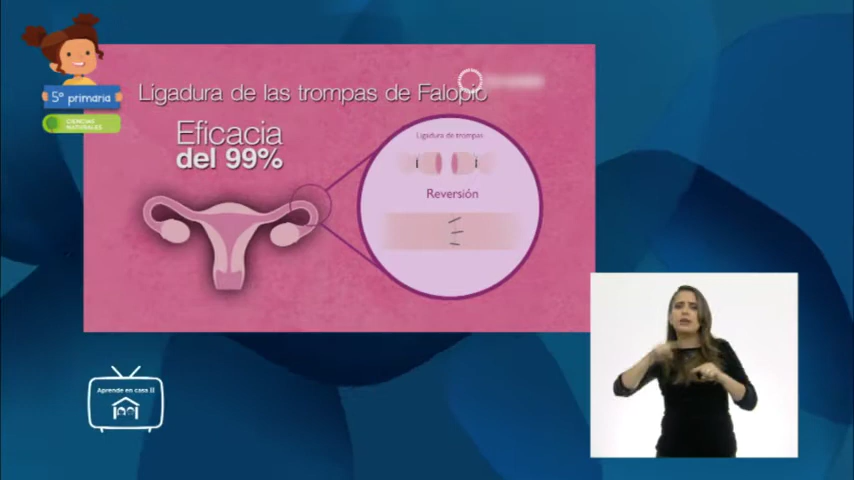 5° primaria
CIENCIAS
NATURALES
Ligadura de las trompas de Falopio
Eficacia
del 99%
Ligadura de trompas
Reversión
Aprende en casa II